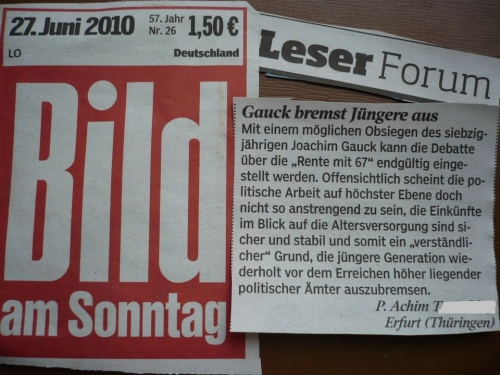 27. Juni 2010
57. Jahr
Nr. 26
1,50 €
LO
Deutschland
Bild
am Sonntag
Leser Forum
Gauck bremst Jüngere aus
Mit einem möglichen Obsiegen des siebzig-
jährigen Joachim Gauck kann die Debatte
über die „Rente mit 67“ endgültig einge-
stellt werden. Offensichtlich scheint die po-
litische Arbeit auf höchster Ebene doch
nicht so anstrengend zu sein, die Einkünfte
im Blick auf die Altersversorgung sind si-
cher und stabil und somit ein „verständli-
cher“ Grund, die jüngere Generation wie-
derholt vor dem Erreichen höher liegender
politischer Ämter auszubremsen.
P. Achim T
Erfurt (Thüringen)